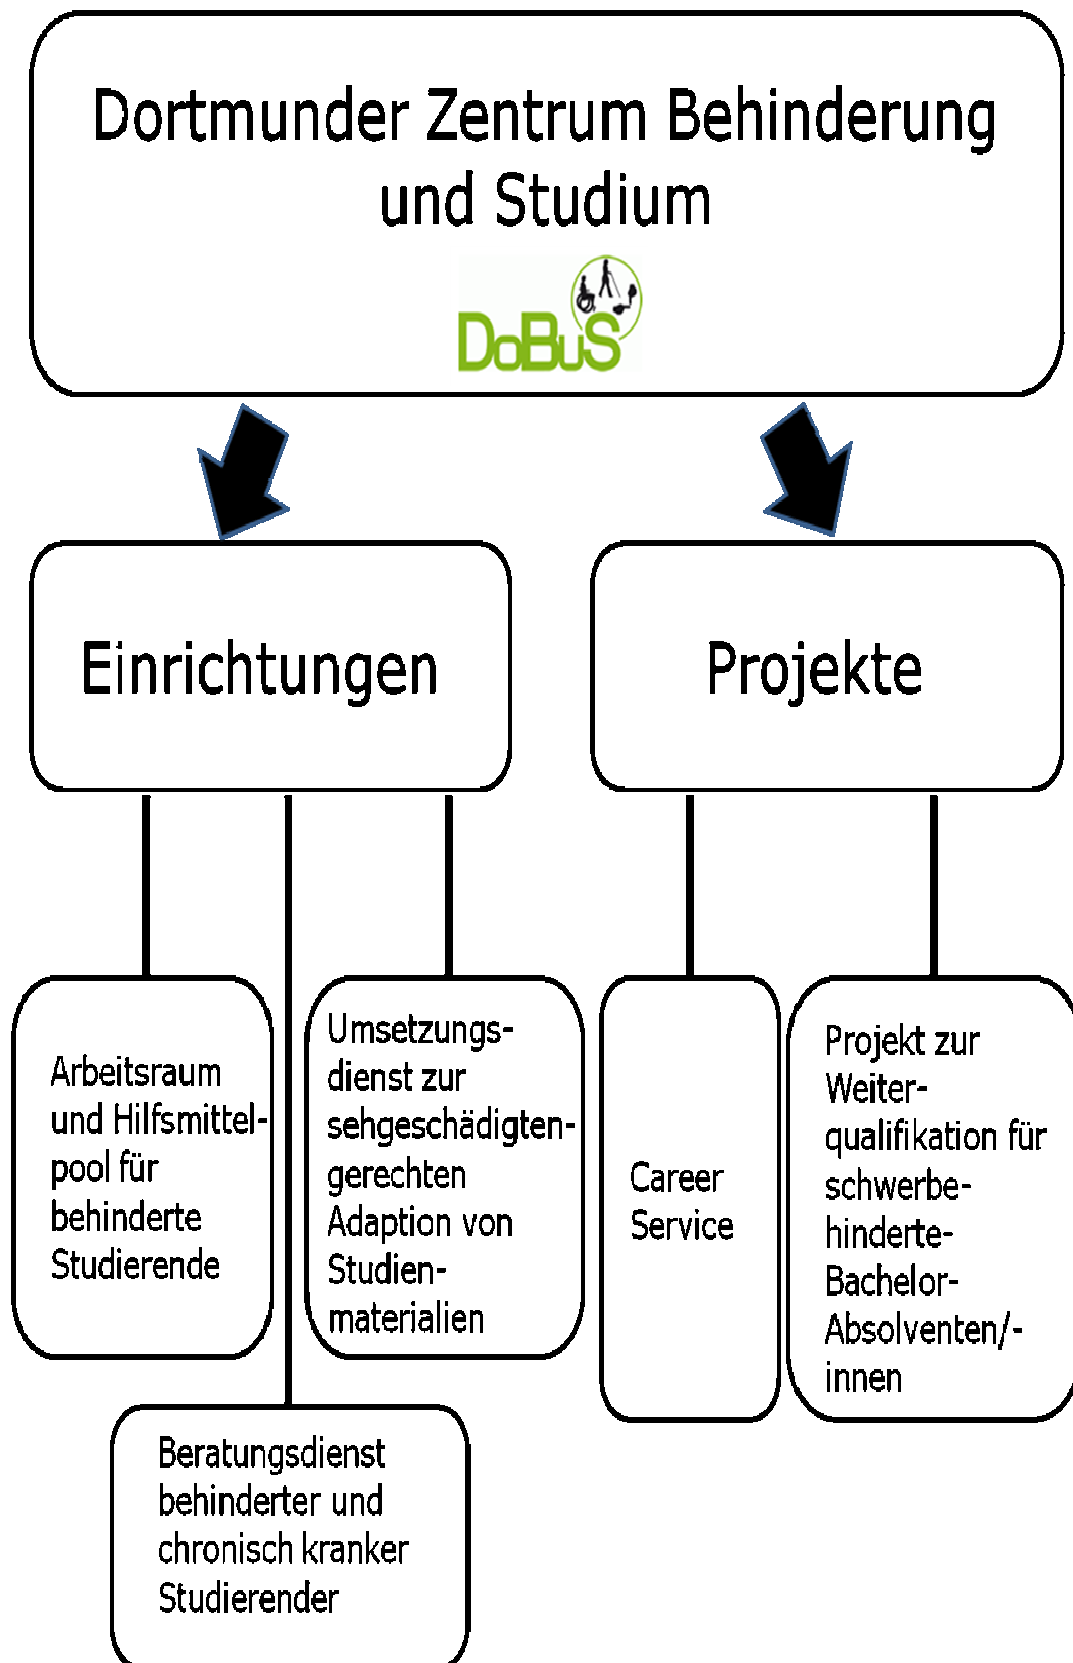 Dortmunder Zentrum Behinderung
und Studium
DoBuS
Einrichtungen
Projekte
Arbeitsraum
und Hilfsmittel-
pool für
behinderte
Studierende
Umsetzungs-
dienst zur
sehgeschädigten-
gerechten
Adaption von
Studien-
materialien
Career
Service
Projekt zur
Weiter-
qualifikation für
schwerbe-
hinderte-
Bachelor-
Absolventen/-
innen
Beratungsdienst
behinderter und
chronisch kranker
Studierender